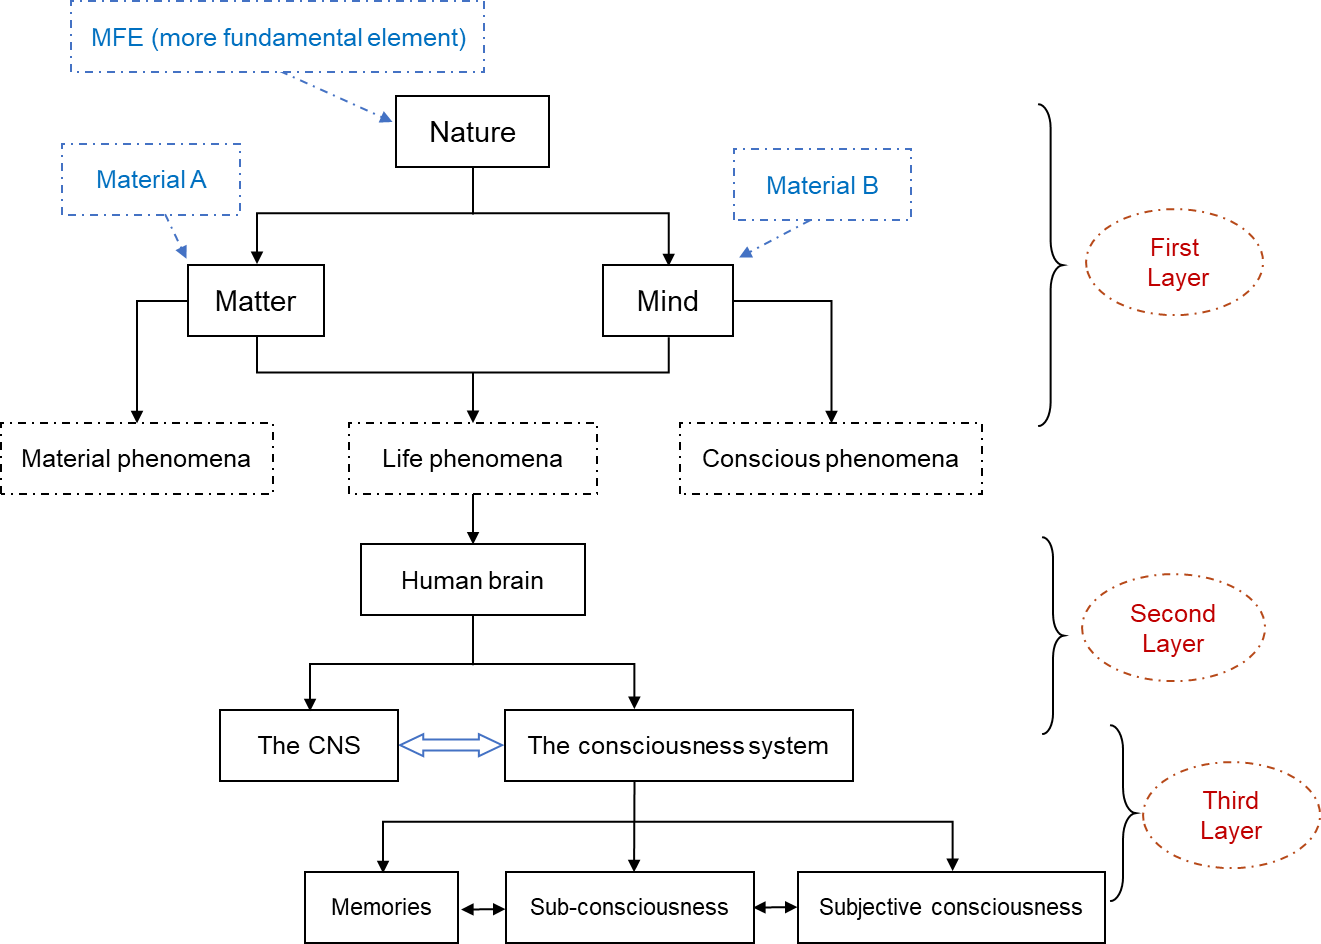 MFE (more fundamental element)
Nature
Material A
Material B
First
Layer
Matter
Mind
Material phenomena
Life phenomena
Conscious phenomena
Human brain
Second
Layer
The CNS
The consciousness system
Third
Layer
Memories
Sub-consciousness
Subjective consciousness